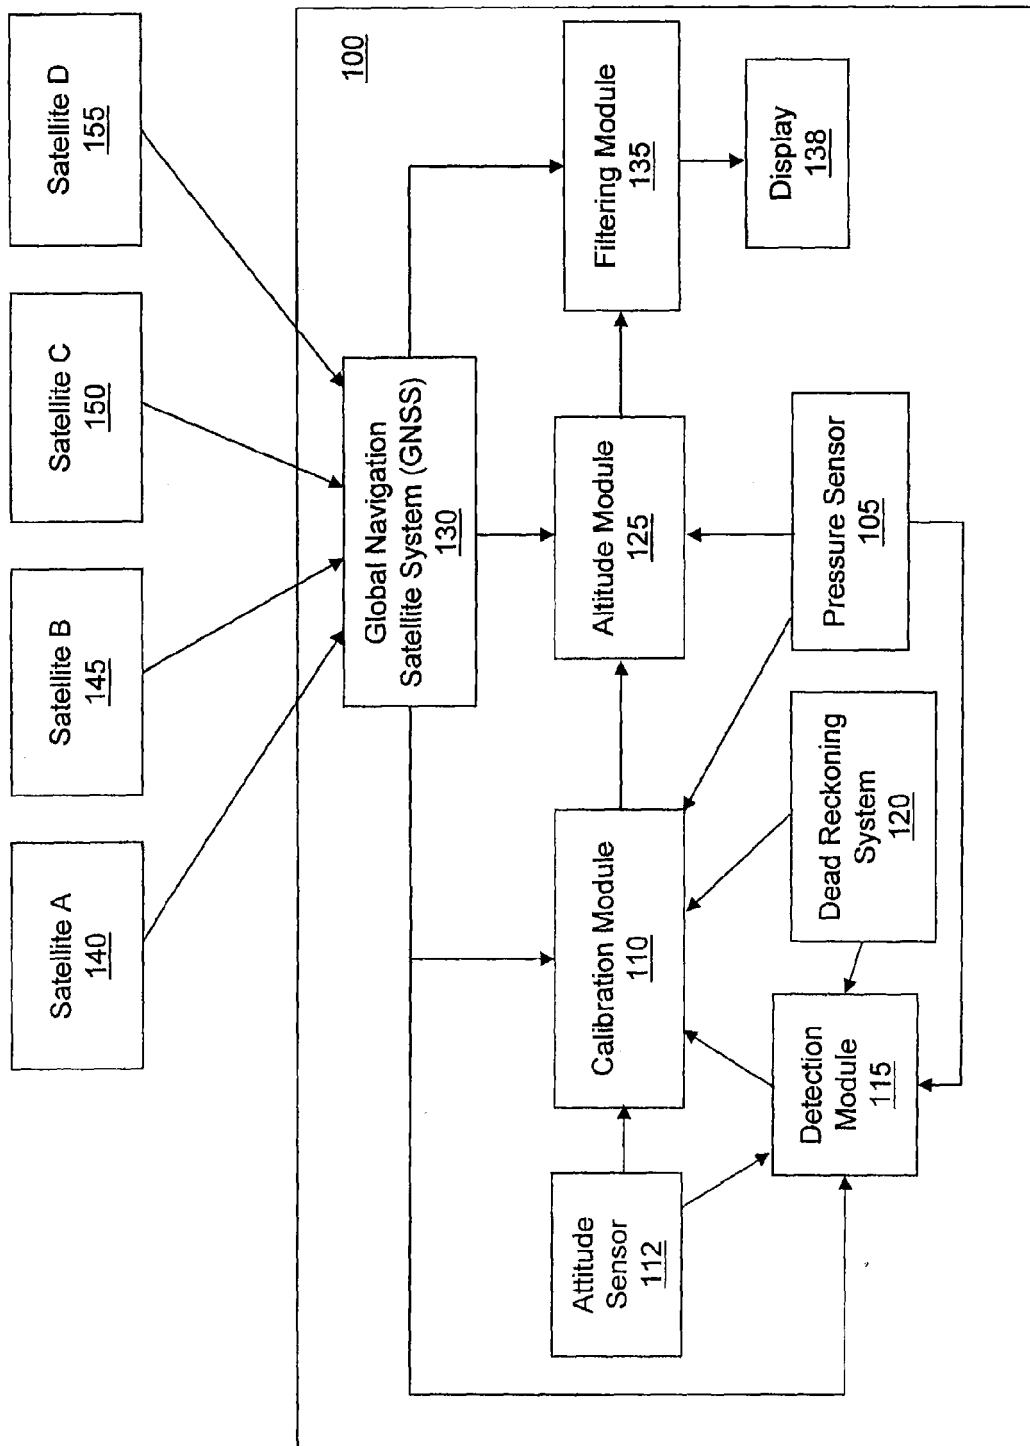 Satellite A
140
Satellite B
145
Satellite C
150
Satellite D
155
100
Global Navigation
Satellite System (GNSS)
130
Attitude
Sensor
112
Calibration Module
110
Altitude Module
125
Filtering Module
135
Detection
Module
115
Dead Reckoning
System
120
Pressure Sensor
105
Display
138